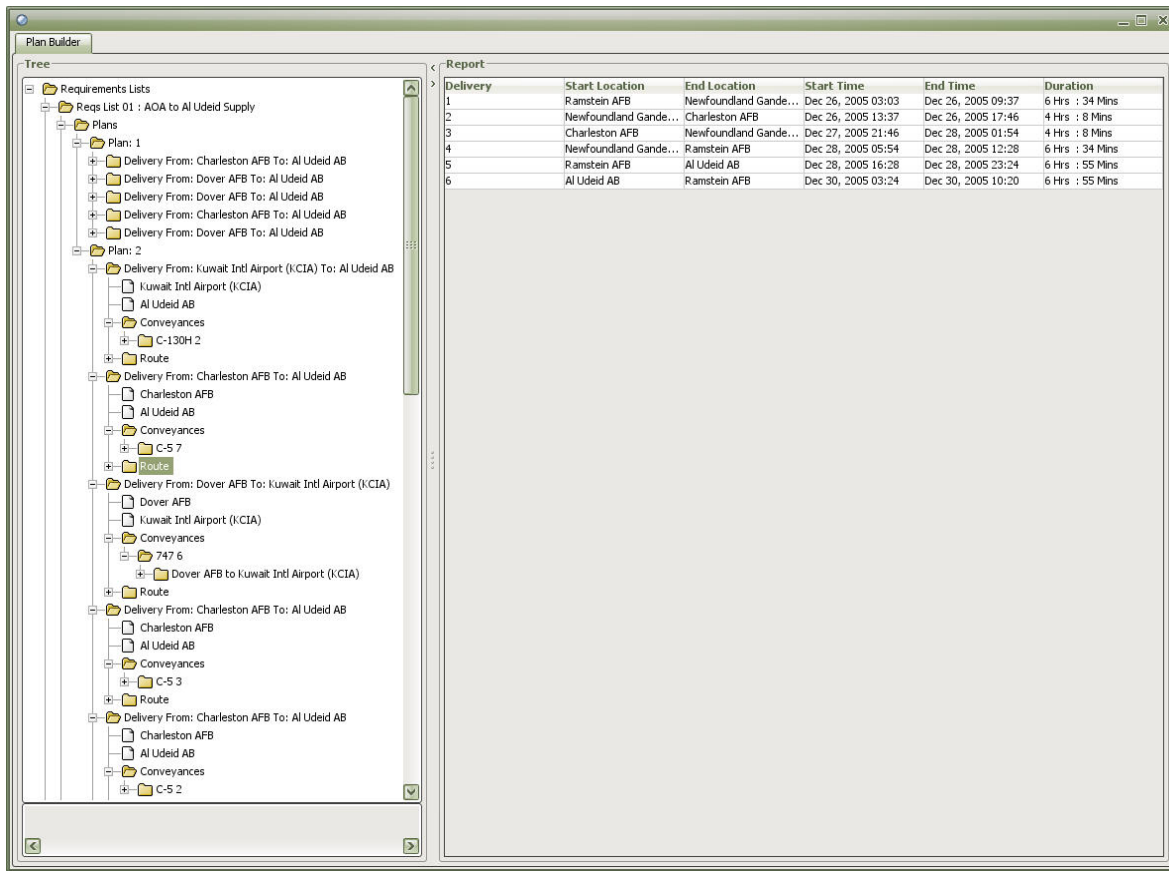 Plan Builder
Tree
Requirements Lists
Reqs List 01 : AOA to Al Udeid Supply
Plans
Plan: 1
Delivery From: Charleston AFB To: Al Udeid AB
Delivery From: Dover AFB To: Al Udeid AB
Delivery From: Dover AFB To: Al Udeid AB
Delivery From: Charleston AFB To: Al Udeid AB
Delivery From: Dover AFB To: Al Udeid AB
Plan: 2
Delivery From: Kuwait Intl Airport (KCIA) To: Al Udeid AB
Kuwait Intl Airport (KCIA)
Al Udeid AB
Conveyances
C-130H 2
Route
Delivery From: Charleston AFB To: Al Udeid AB
Charleston AFB
Al Udeid AB
Conveyances
C-5 7
Route
Delivery From: Dover AFB To: Kuwait Intl Airport (KCIA)
Dover AFB
Kuwait Intl Airport (KCIA)
Conveyances
747 6
Dover AFB to Kuwait Intl Airport (KCIA)
Route
Delivery From: Charleston AFB To: Al Udeid AB
Charleston AFB
Al Udeid AB
Conveyances
C-5 3
Route
Delivery From: Charleston AFB To: Al Udeid AB
Charleston AFB
Al Udeid AB
Conveyances
C-5 2
Report
Delivery Start Location End Location Start Time End Time Duration
1 Ramstein AFB Newfoundland Gande... Dec 26, 2005 03:03 Dec 26, 2005 09:37 6 Hrs : 34 Mins
2 Newfoundland Gande... Charleston AFB Dec 26, 2005 13:37 Dec 26, 2005 17:46 4 Hrs : 8 Mins
3 Charleston AFB Newfoundland Gande... Dec 27, 2005 21:46 Dec 28, 2005 01:54 4 Hrs : 8 Mins
4 Newfoundland Gande... Ramstein AFB Dec 28, 2005 05:54 Dec 28, 2005 12:28 6 Hrs : 34 Mins
5 Ramstein AFB Al Udeid AB Dec 28, 2005 16:28 Dec 28, 2005 23:24 6 Hrs : 55 Mins
6 Al Udeid AB Ramstein AFB Dec 30, 2005 03:24 Dec 30, 2005 10:20 6 Hrs : 55 Mins